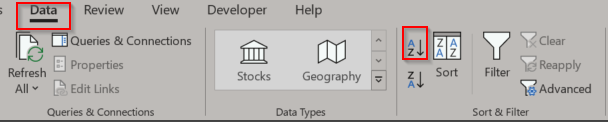 s Data Review View Developer Help
Refresh
All
Queries & Connections
Properties
Edit Links
Queries & Connections
Stocks
Geography
Data Types
A
Z
Z
A
Z A
A Z
Sort
Filter
Clear
Reapply
Advanced
Sort & Filter